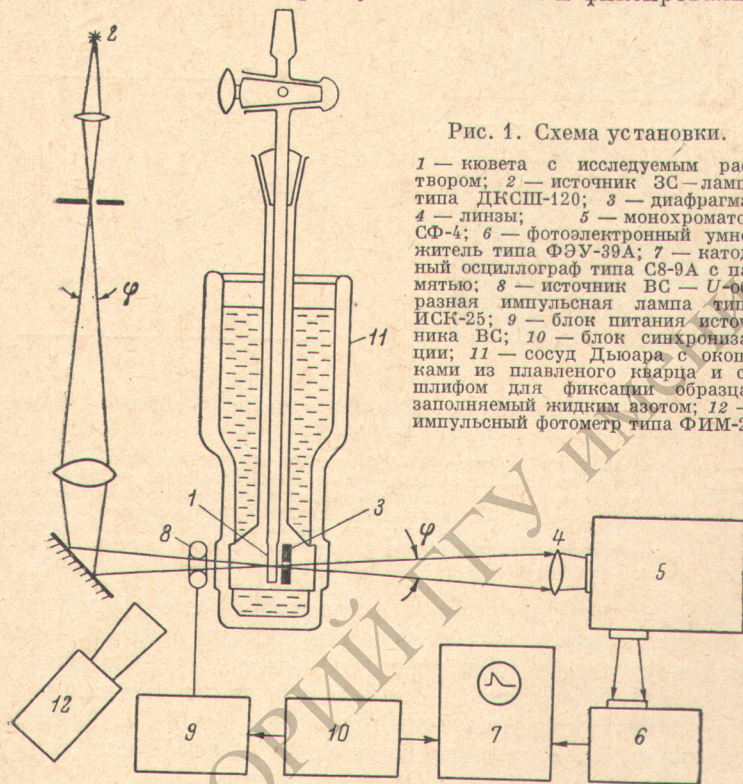 и фиксировали
2
Рис. 1. Схема установки.
1 — кювета с исследуемым рас-
твором; 2 — источник ЗС — ламп
типа ДКСШ-120; 3 — диафрагма
4 — линзы; 5 — монохромато
СФ-4; 6 — фотоэлектронный умно
житель типа ФЭУ-39А; 7 — катод
ный осциллограф типа С8-9А с па
мятью; 8 — источник ВС — U-об
разная импульсная лампа тип
ИСК-25; 9 — блок питания источ
ника ВС; 10 — блок синхрониза
ции; 11 — сосуд Дьюара с окош
ками из плавленого кварца и с
шлифом для фиксации образца
заполняемый жидким азотом; 12 —
импульсный фотометр типа ФИМ-2
φ
11
1
3
8
φ
4
5
12
9
10
7
6
ОРИЙ ГГУ ИМЕНИ